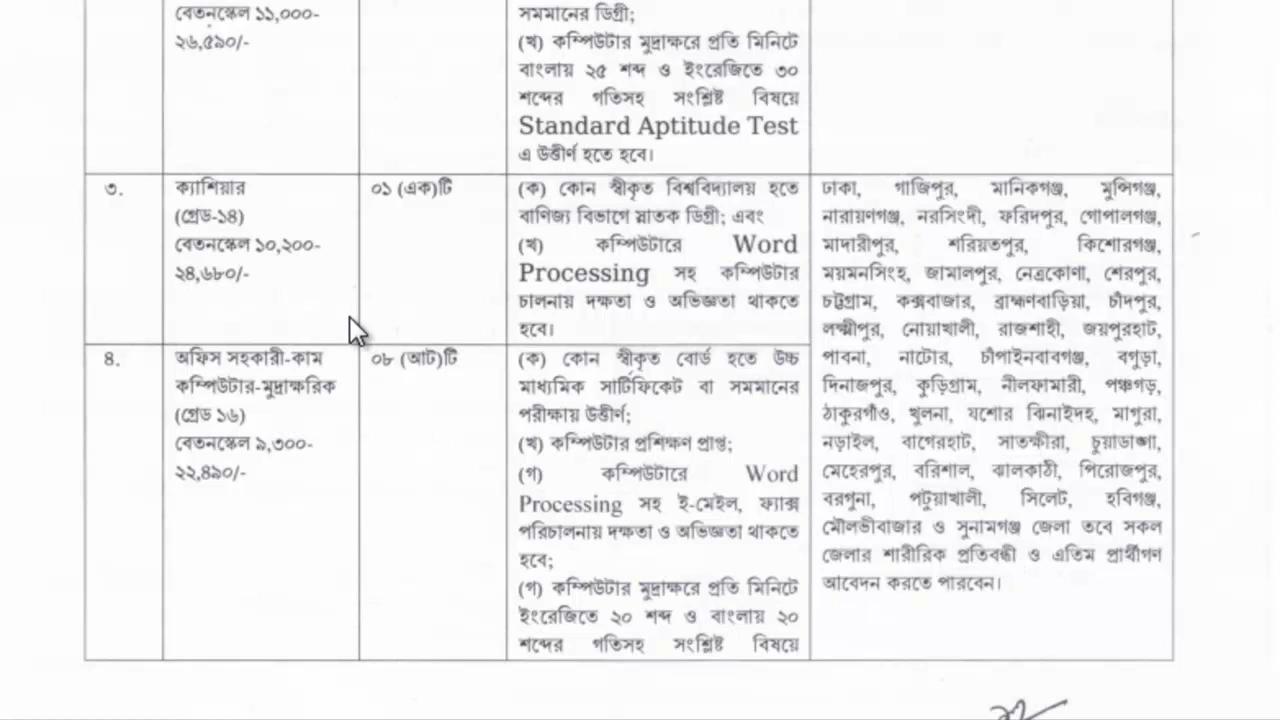 বেতনস্কেল ১১,০০০-
২৬,৫৯০/-
সমমানের ডিগ্রী;
(খ) কম্পিউটার মুদ্রাক্ষরে প্রতি মিনিটে
বাংলায় ২৫ শব্দ ও ইংরেজিতে ৩০
শব্দের গতিসহ সংশ্লিষ্ট বিষয়ে
Standard Aptitude Test
এ উত্তীর্ণ হতে হবে।
৩.
ক্যাশিয়ার
(গ্রেড-১৪)
বেতনস্কেল ১০,২০০-
২৪,৬৮০/-
০১ (এক)টি
(ক) কোন স্বীকৃত বিশ্ববিদ্যালয় হতে
বাণিজ্য বিভাগে স্নাতক ডিগ্রী; এবং
(খ) কম্পিউটারে Word
Processing সহ কম্পিউটার
চালনায় দক্ষতা ও অভিজ্ঞতা থাকতে
হবে।
ঢাকা, গাজিপুর, মানিকগঞ্জ, মুন্সিগঞ্জ,
নারায়ণগঞ্জ, নরসিংদী, ফরিদপুর, গোপালগঞ্জ,
মাদারীপুর, শরিয়তপুর, কিশোরগঞ্জ,
ময়মনসিংহ, জামালপুর, নেত্রকোণা, শেরপুর,
চট্টগ্রাম, কক্সবাজার, ব্রাহ্মণবাড়িয়া, চাঁদপুর,
লক্ষ্মীপুর, নোয়াখালী, রাজশাহী, জয়পুরহাট,
পাবনা, নাটোর, চাঁপাইনবাবগঞ্জ, বগুড়া,
দিনাজপুর, কুড়িগ্রাম, নীলফামারী, পঞ্চগড়,
ঠাকুরগাঁও, খুলনা, যশোর ঝিনাইদহ, মাগুরা,
নড়াইল, বাগেরহাট, সাতক্ষীরা, চুয়াডাঙ্গা,
মেহেরপুর, বরিশাল, ঝালকাঠী, পিরোজপুর,
বরগুনা, পটুয়াখালী, সিলেট, হবিগঞ্জ,
মৌলভীবাজার ও সুনামগঞ্জ জেলা তবে সকল
জেলার শারীরিক প্রতিবন্ধী ও এতিম প্রার্থীগণ
আবেদন করতে পারবেন।
৪.
অফিস সহকারী-কাম
কম্পিউটার-মুদ্রাক্ষরিক
(গ্রেড ১৬)
বেতনস্কেল ৯,৩০০-
২২,৪৯০/-
০৮ (আট)টি
(ক) কোন স্বীকৃত বোর্ড হতে উচ্চ
মাধ্যমিক সার্টিফিকেট বা সমমানের
পরীক্ষায় উত্তীর্ণ;
(খ) কম্পিউটার প্রশিক্ষণ প্রাপ্ত;
(গ) কম্পিউটারে Word
Processing সহ ই-মেইল, ফ্যাক্স
পরিচালনায় দক্ষতা ও অভিজ্ঞতা থাকতে
হবে;
(গ) কম্পিউটার মুদ্রাক্ষরে প্রতি মিনিটে
ইংরেজিতে ২০ শব্দ ও বাংলায় ২০
শব্দের গতিসহ সংশ্লিষ্ট বিষয়ে